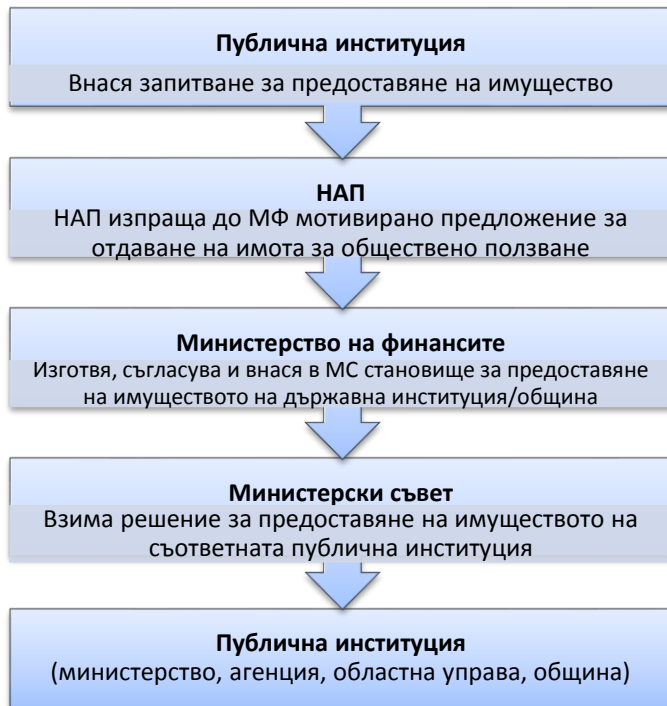 Публична институция
Внася запитване за предоставяне на имущество
НАП
НАП изпраща до МФ мотивирано предложение за
отдаване на имота за обществено ползване
Министерство на финансите
Изготвя, съгласува и внася в МС становище за предоставяне
на имуществото на държавна институция/община
Министерски съвет
Взима решение за предоставяне на имуществото на
съответната публична институция
Публична институция
(министерство, агенция, областна управа, община)